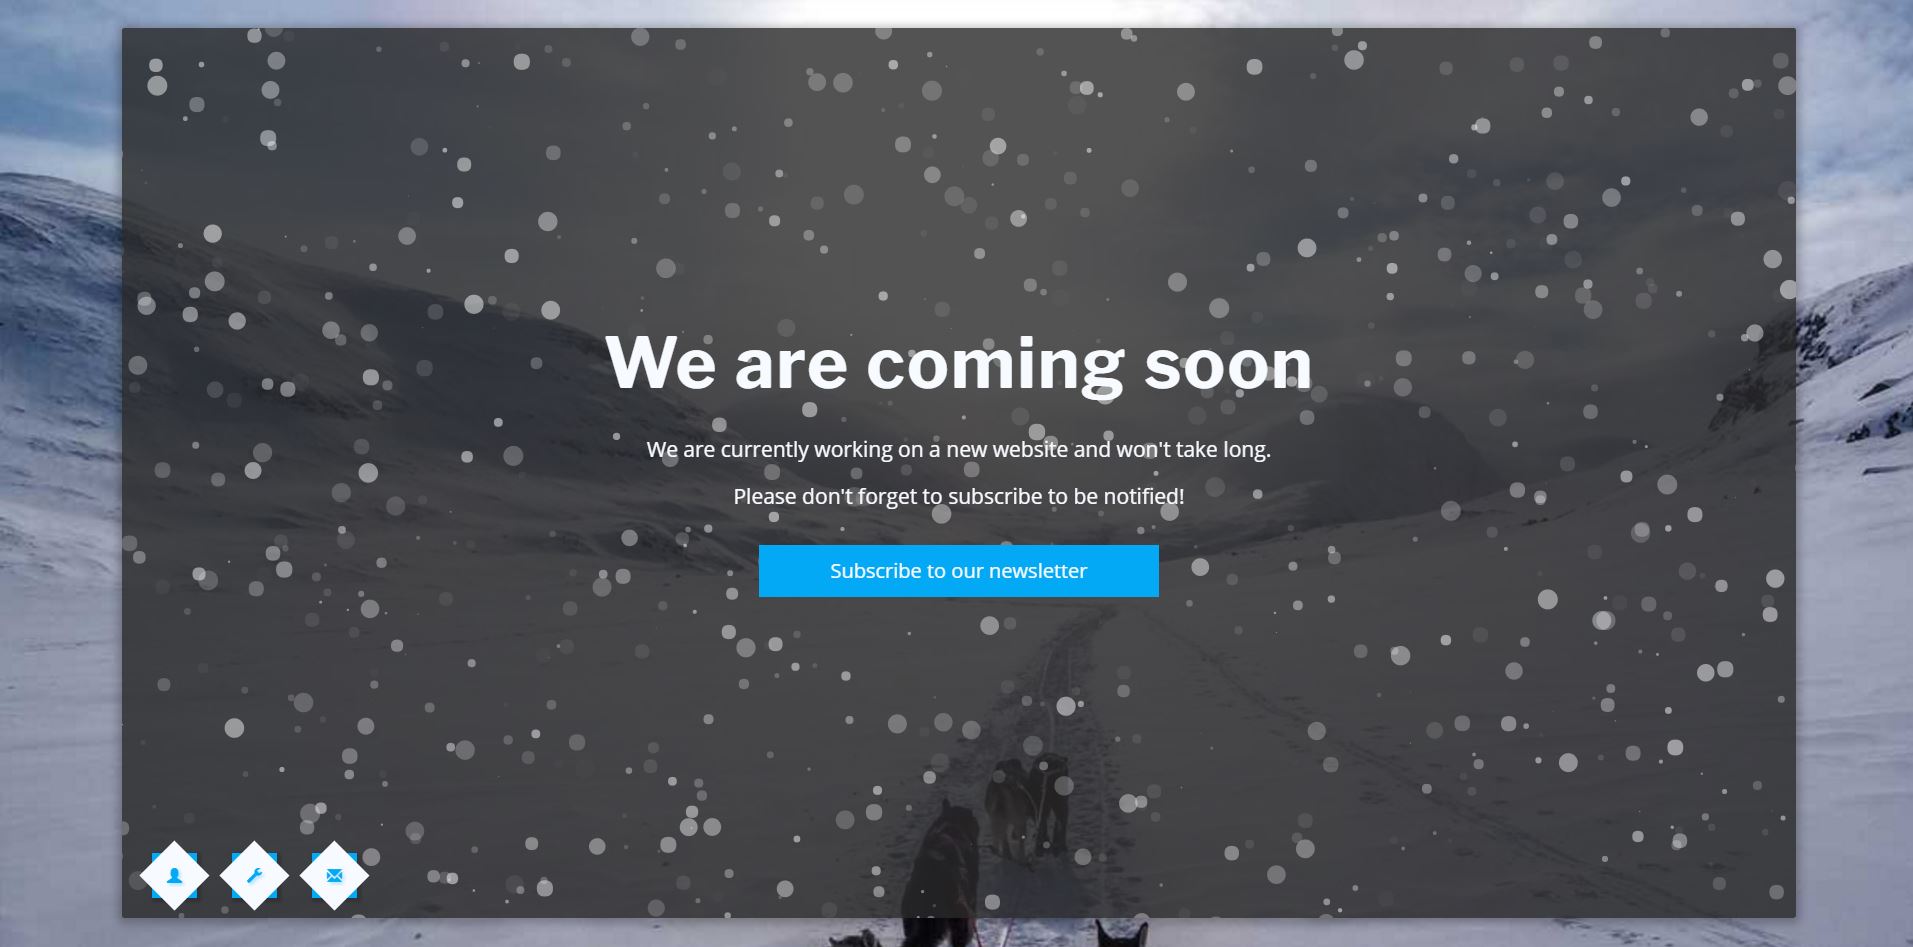 We are coming soon
We are currently working on a new website and won't take long.
Please don't forget to subscribe to be notified!
Subscribe to our newsletter